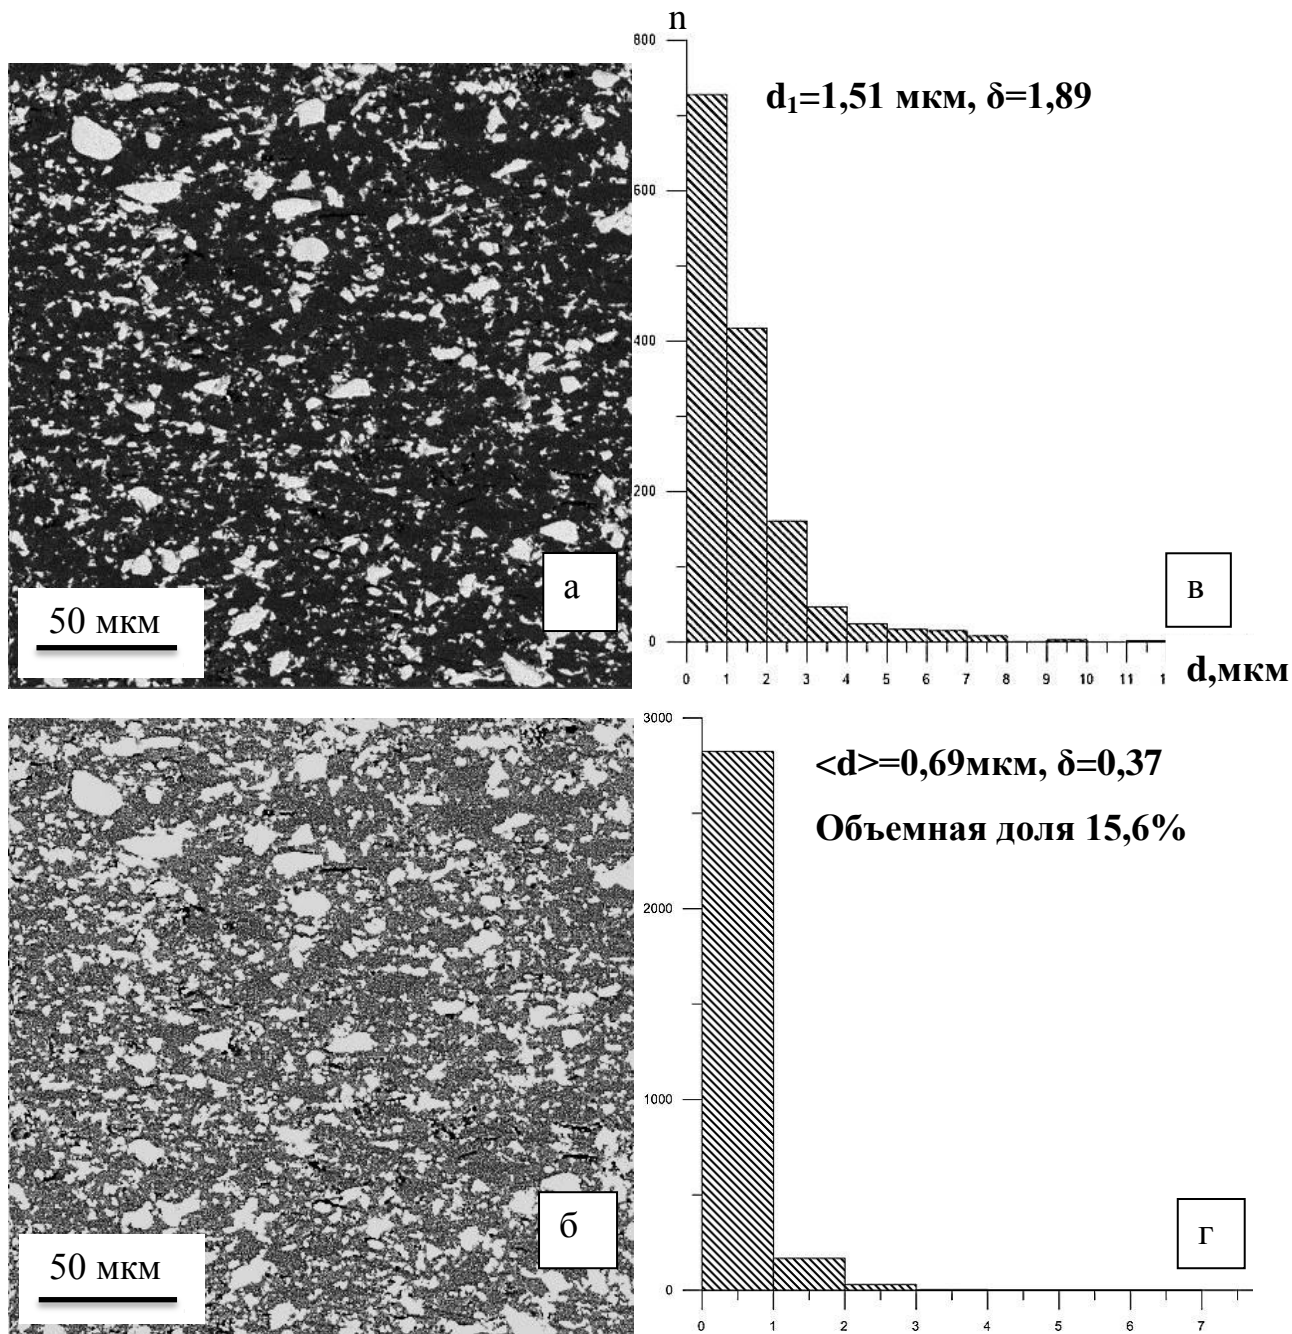 n
800
600
400
200
0
0 1 2 3 4 5 6 7 8 9 10 11 1
d₁=1,51 мкм, δ=1,89
d,мкм
а
50 мкм
в
3000
2000
1000
0
0 1 2 3 4 5 6 7
<d>=0,69мкм, δ=0,37
Объемная доля 15,6%
б
50 мкм
г